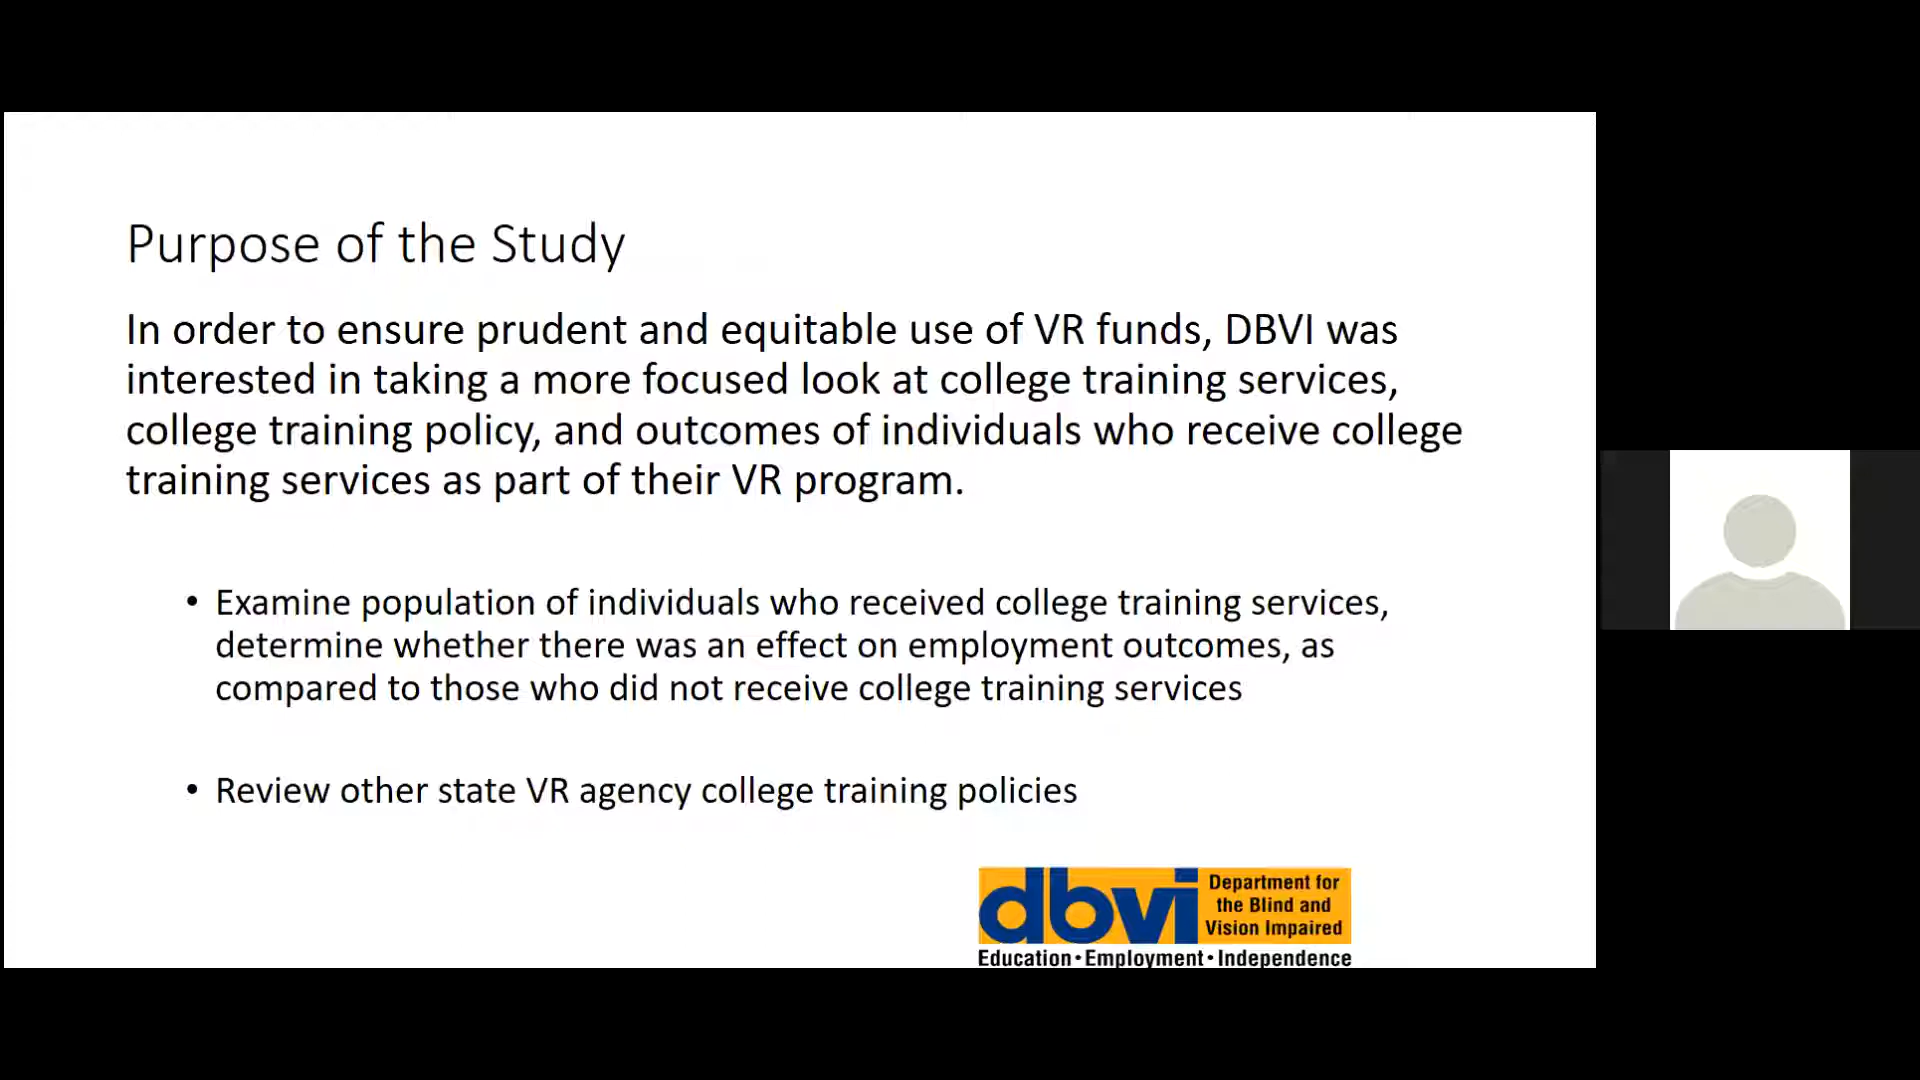 Purpose of the Study
In order to ensure prudent and equitable use of VR funds, DBVI was
interested in taking a more focused look at college training services,
college training policy, and outcomes of individuals who receive college
training services as part of their VR program.
• Examine population of individuals who received college training services,
determine whether there was an effect on employment outcomes, as
compared to those who did not receive college training services
• Review other state VR agency college training policies
dbvi
Department for
the Blind and
Vision Impaired
Education • Employment • Independence